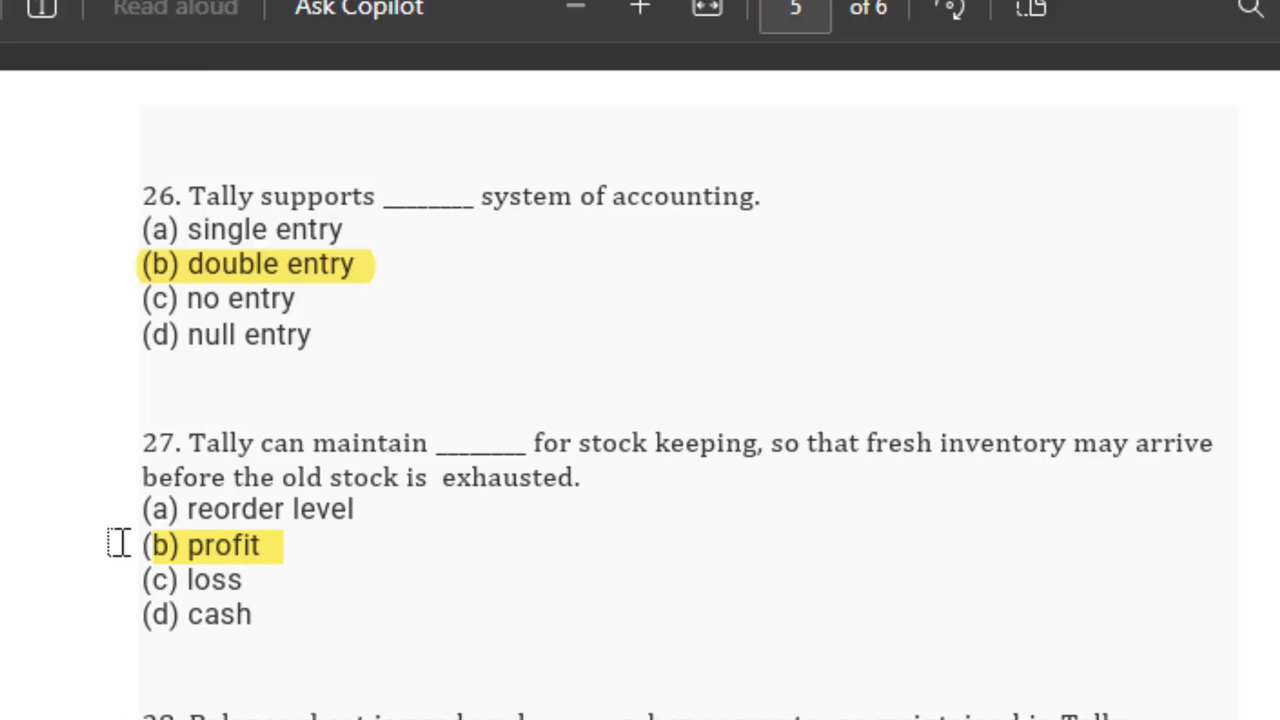 Read aloud Ask Copilot 5 of 6
26. Tally supports ________ system of accounting.
(a) single entry
(b) double entry
(c) no entry
(d) null entry
27. Tally can maintain ________ for stock keeping, so that fresh inventory may arrive
before the old stock is exhausted.
(a) reorder level
(b) profit
(c) loss
(d) cash